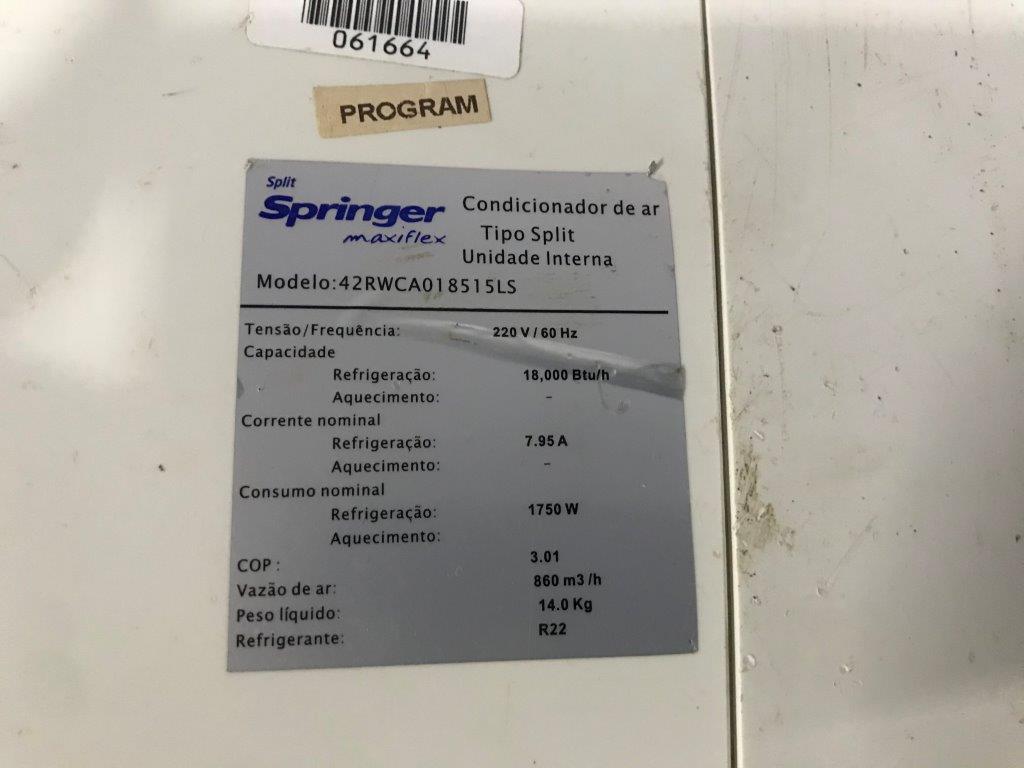 061664
PROGRAM
Split
Springer
maxiflex
Condicionador de ar
Tipo Split
Unidade Interna
Modelo:42RWCA018515LS
Tensão/Frequência: 220 V / 60 Hz
Capacidade
Refrigeração: 18,000 Btu/h
Aquecimento: –
Corrente nominal
Refrigeração: 7.95 A
Aquecimento: –
Consumo nominal
Refrigeração: 1750 W
Aquecimento:
COP : 3.01
Vazão de ar: 860 m3 /h
Peso líquido: 14.0 Kg
Refrigerante: R22